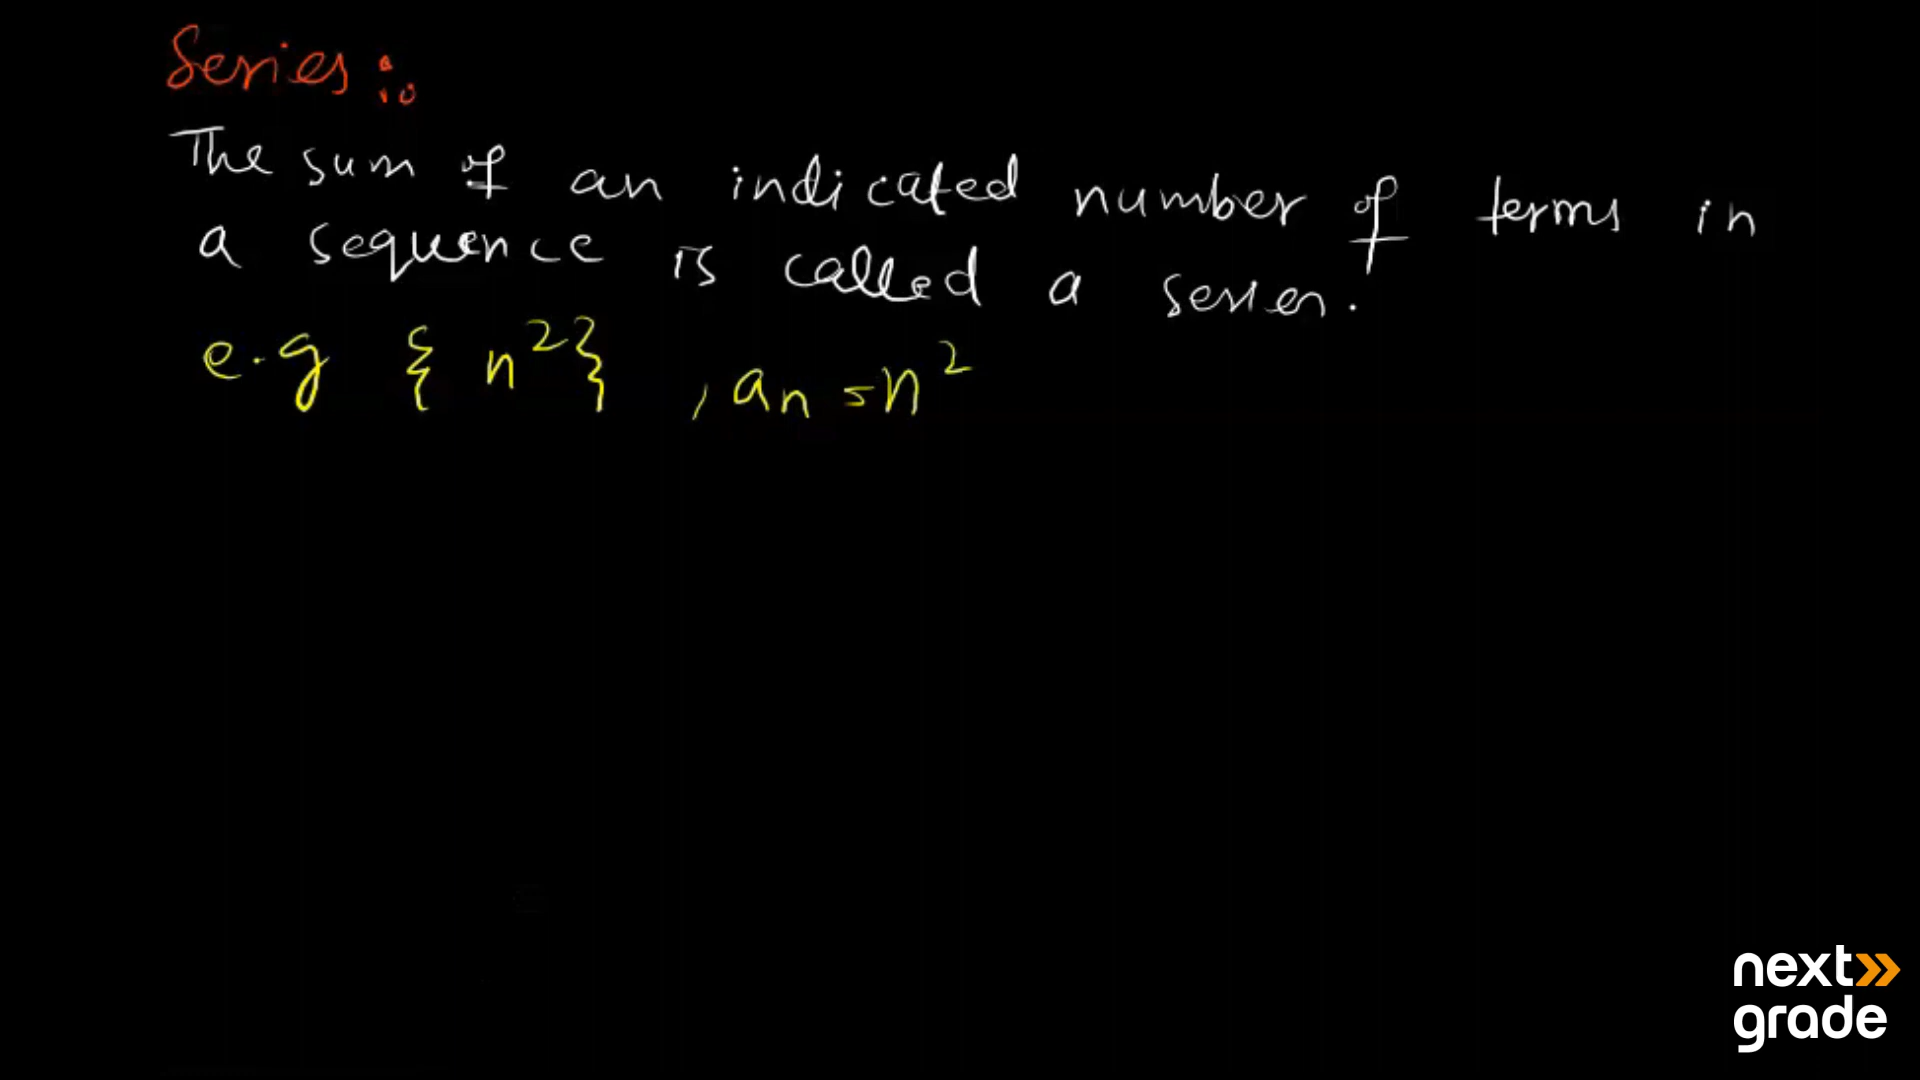 Series:
The sum of an indicated number of terms in
a sequence is called a series.
e.g {n²}, an = n²
next
grade